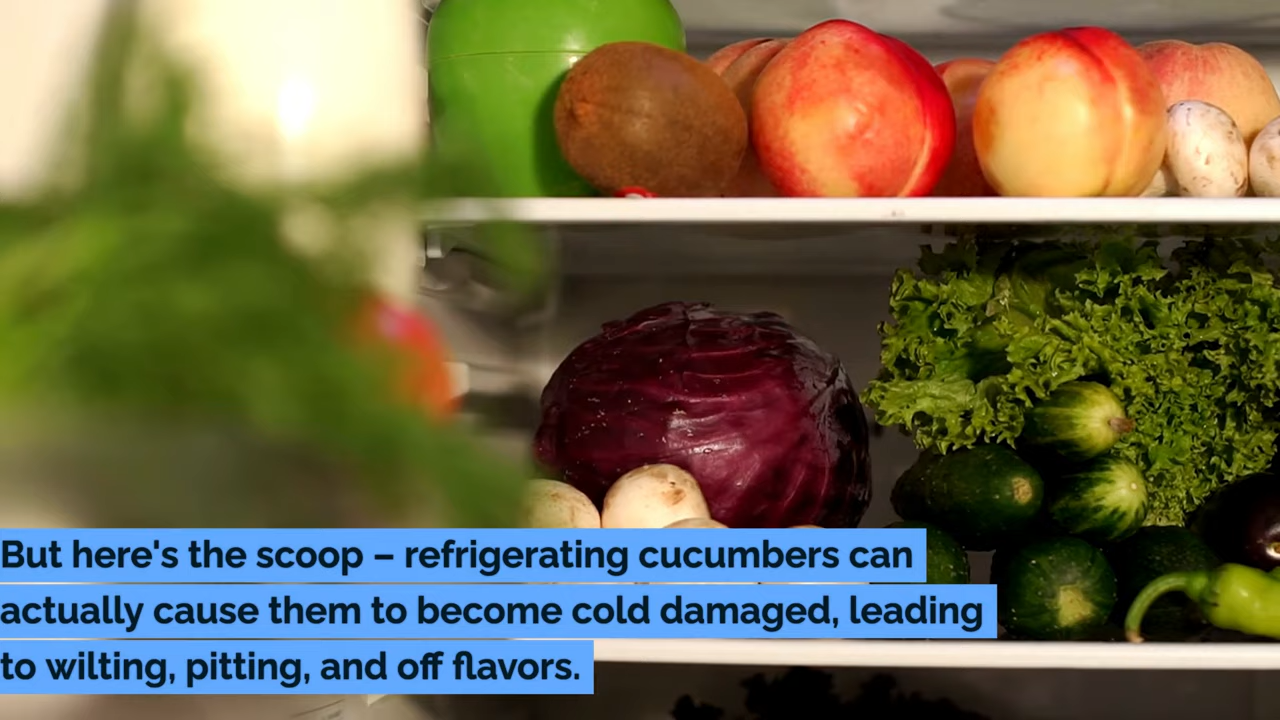 But here's the scoop – refrigerating cucumbers can
actually cause them to become cold damaged, leading
to wilting, pitting, and off flavors.